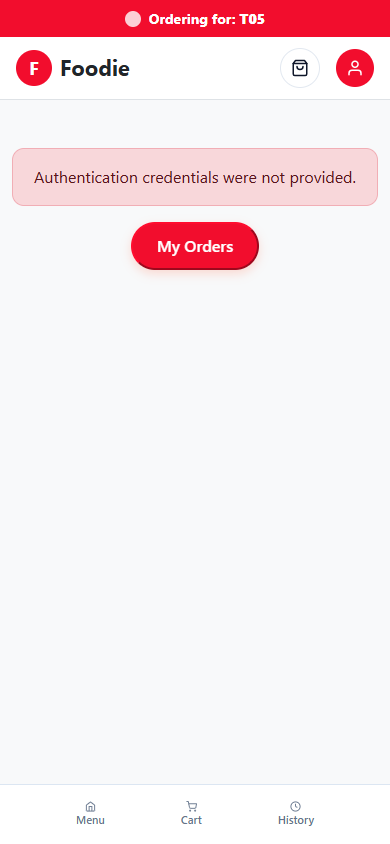 Ordering for: T05
F Foodie
Authentication credentials were not provided.
My Orders
Menu Cart History